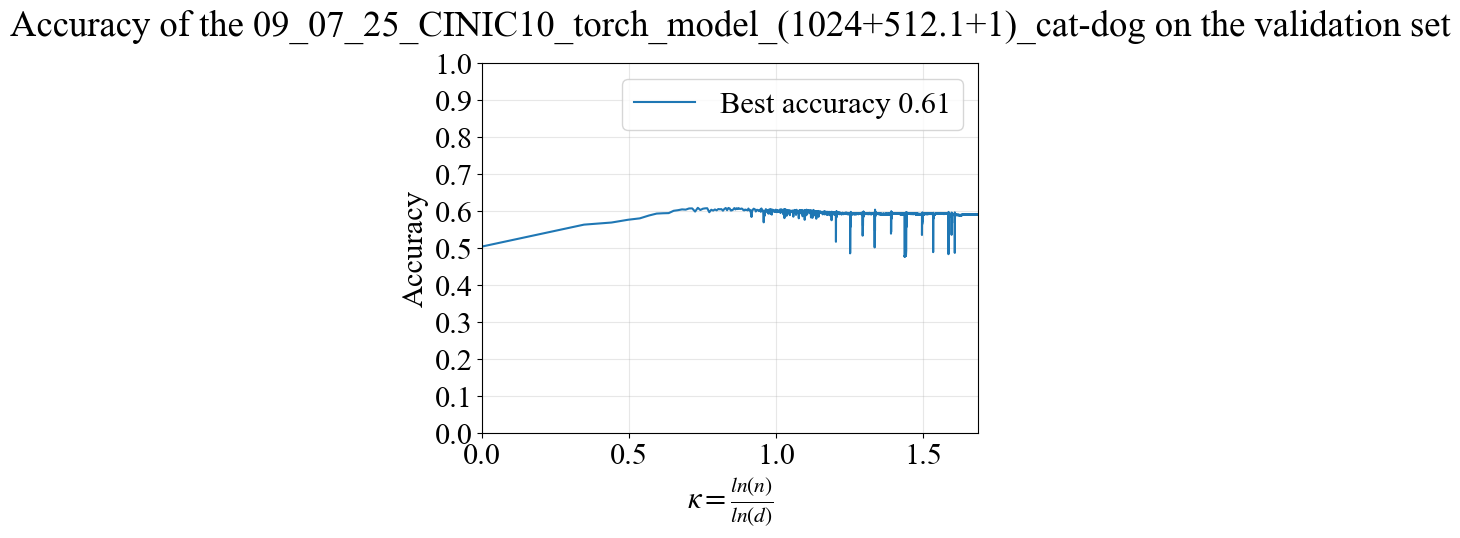 Accuracy of the 09_07_25_CINIC10_torch_model_(1024+512.1+1)_cat-dog on the validation set
1.0
0.9
0.8
0.7
0.6
0.5
0.4
0.3
0.2
0.1
0.0
Accuracy
Best accuracy 0.61
0.0 0.5 1.0 1.5
κ = ln(n) / ln(d)